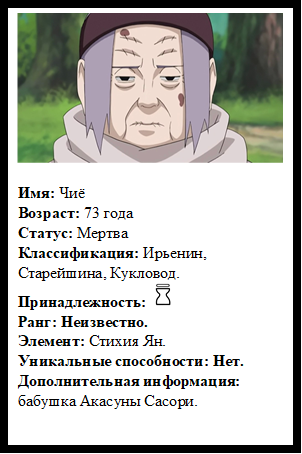 Имя: Чиё
Возраст: 73 года
Статус: Мертва
Классификация: Ирьенин,
Старейшина, Кукловод.
Принадлежность:
Ранг: Неизвестно.
Элемент: Стихия Ян.
Уникальные способности: Нет.
Дополнительная информация:
бабушка Акасуны Сасори.